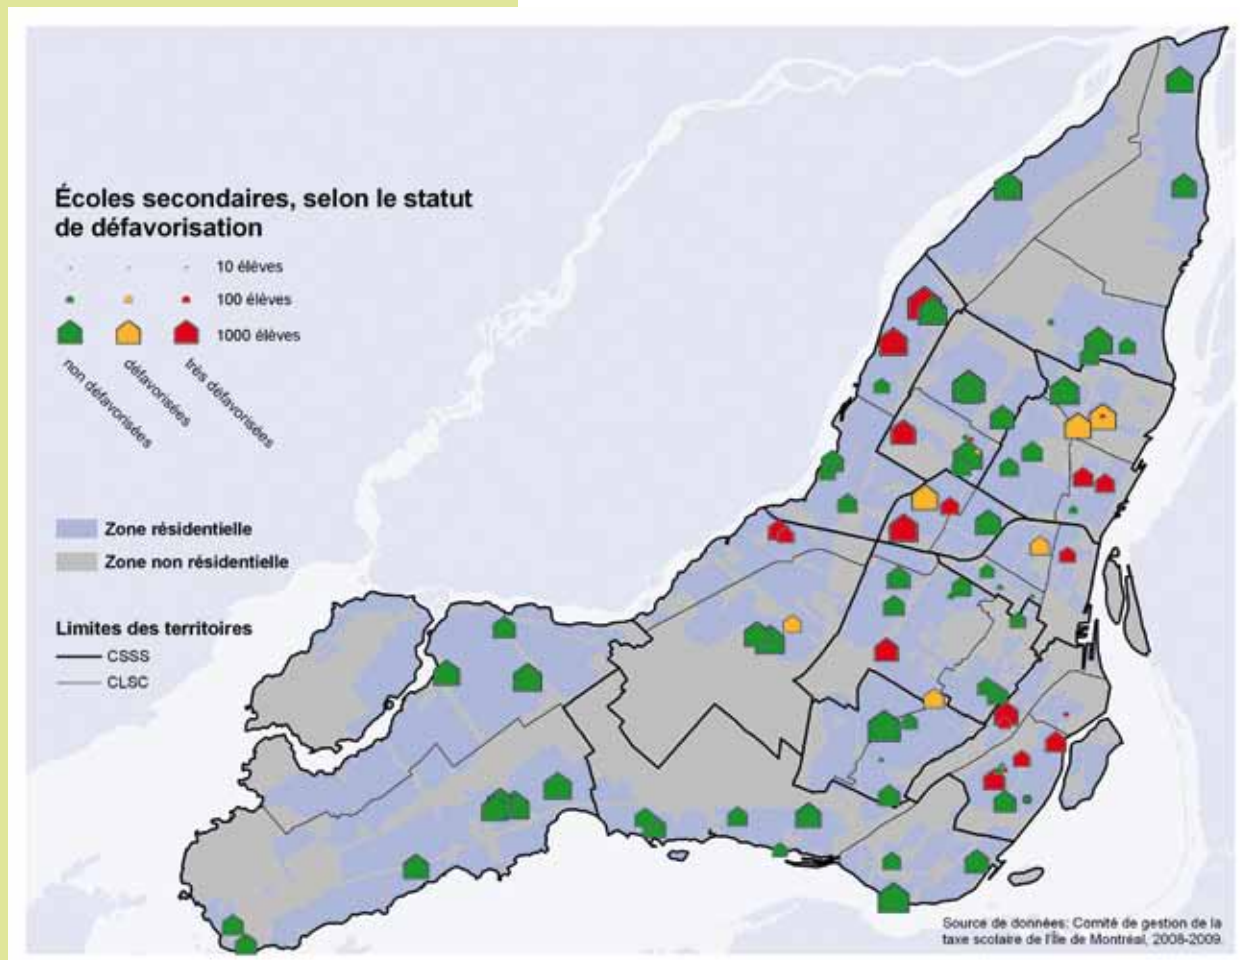 Écoles secondaires, selon le statut
de défavorisation
10 élèves
100 élèves
1000 élèves
non défavorisées
défavorisées
très défavorisées
Zone résidentielle
Zone non résidentielle
Limites des territoires
CSSS
CLSC
Source de données: Comité de gestion de la
taxe scolaire de l'Île de Montréal, 2008-2009.